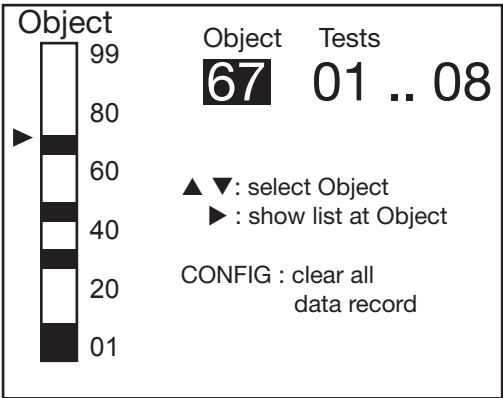 Object
99
80
60
40
20
01
Object Tests
67 01 .. 08
▲ ▼: select Object
▶ : show list at Object
CONFIG : clear all
data record